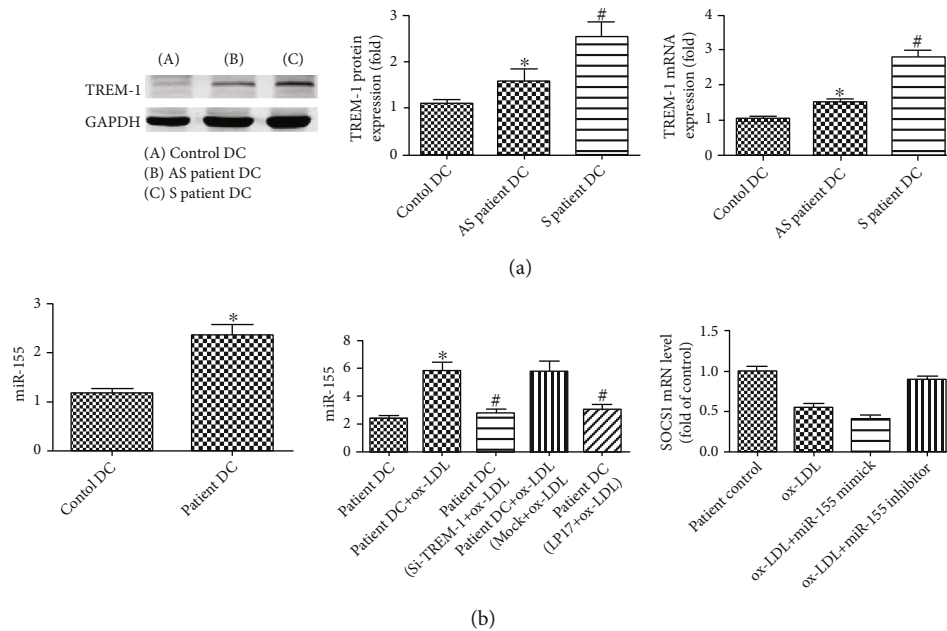 (A) (B) (C)
TREM-1
GAPDH
(A) Control DC
(B) AS patient DC
(C) S patient DC
TREM-1 protein
expression (fold)
3
2
1
0
*
#
Contol DC
AS patient DC
S patient DC
TREM-1 mRNA
expression (fold)
4
3
2
1
0
*
#
Contol DC
AS patient DC
S patient DC
(a)
miR-155
3
2
1
0
*
Contol DC
Patient DC
miR-155
8
6
4
2
0
*
#
#
Patient DC
Patient DC+ox-LDL
Patient DC
(Si-TREM-1+ox-LDL
Patient DC+ox-LDL
(Mock+ox-LDL
Patient DC
(LP17+ox-LDL)
SOCS1 mRN level
(fold of control)
1.5
1.0
0.5
0.0
Patient control
ox-LDL
ox-LDL+miR-155 mimick
ox-LDL+miR-155 inhibitor
(b)